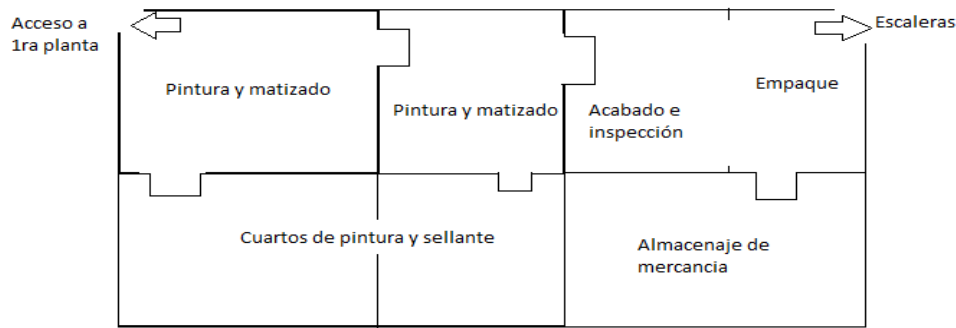 Acceso a
1ra planta
Escaleras
Pintura y matizado
Pintura y matizado
Acabado e
inspección
Empaque
Cuartos de pintura y sellante
Almacenaje de
mercancia